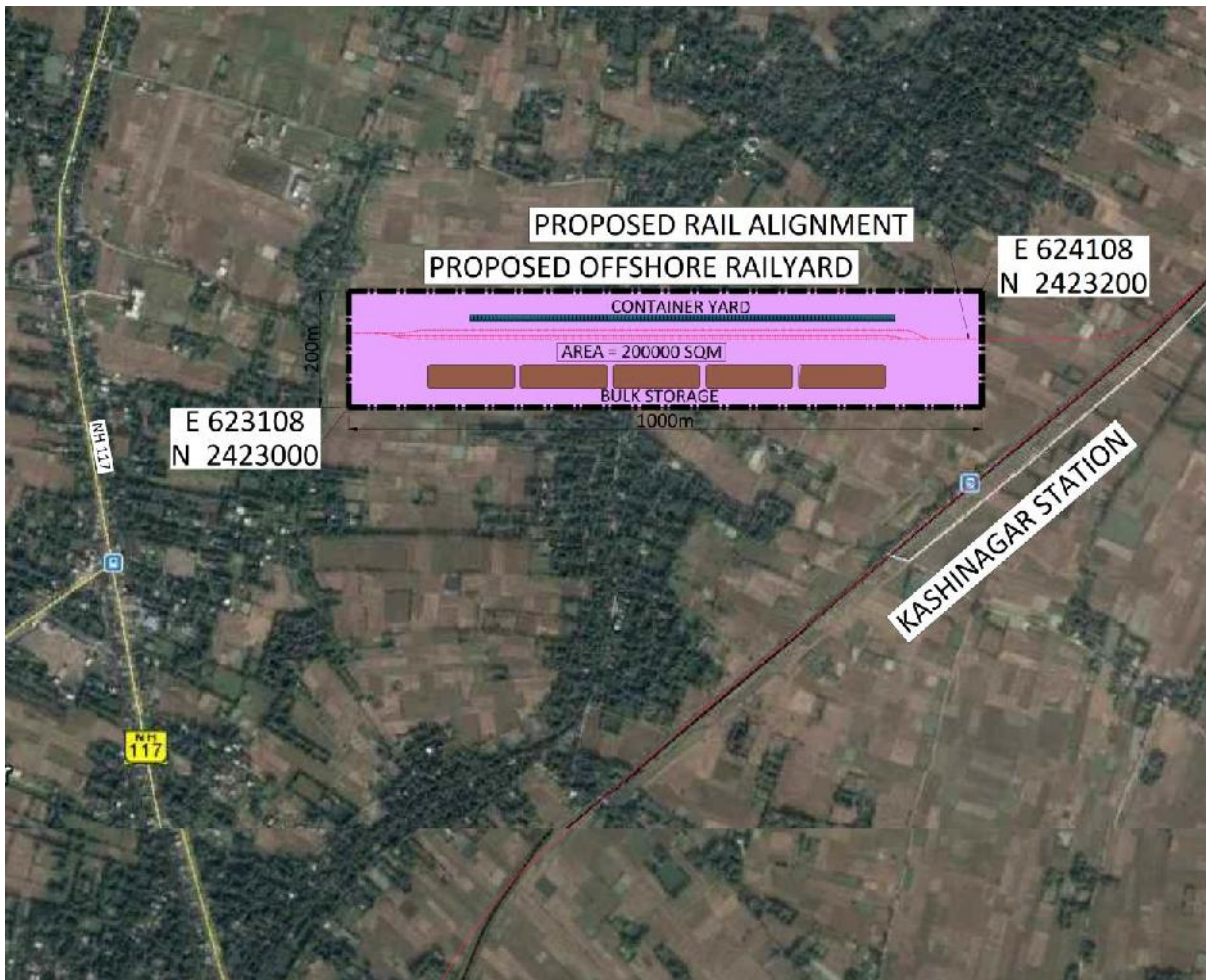 PROPOSED RAIL ALIGNMENT
PROPOSED OFFSHORE RAILYARD
E 624108
N 2423200
CONTAINER YARD
200m
AREA = 200000 SQM
BULK STORAGE
1000m
E 623108
N 2423000
NH 117
KASHINAGAR STATION
NH
117